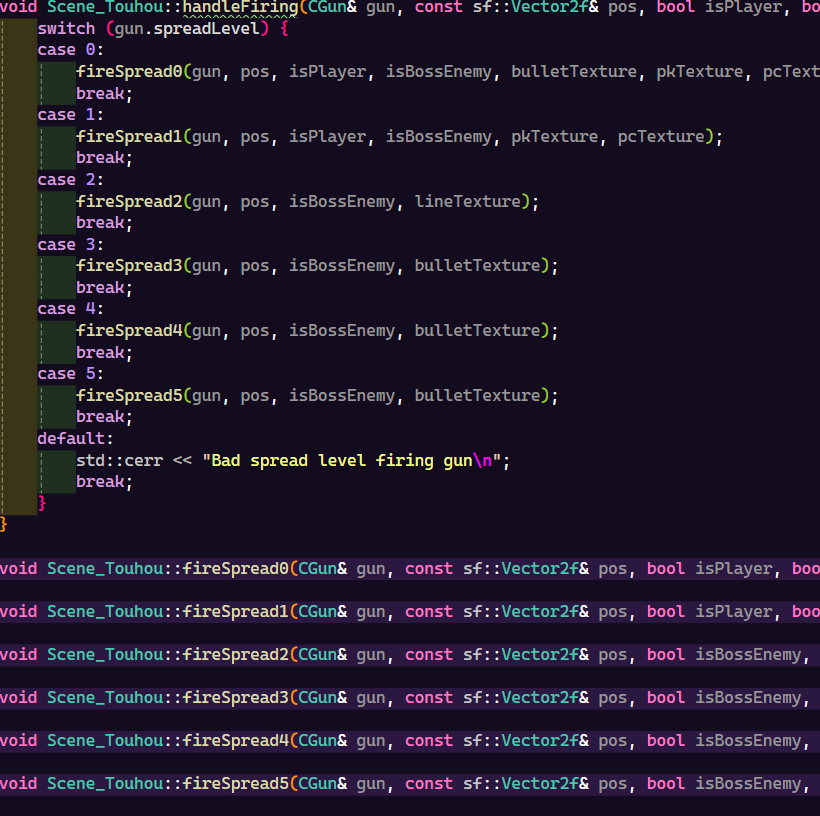 void Scene_Touhou::handleFiring(CGun& gun, const sf::Vector2f& pos, bool isPlayer, bo
switch (gun.spreadLevel) {
case 0:
fireSpread0(gun, pos, isPlayer, isBossEnemy, bulletTexture, pkTexture, pcText
break;
case 1:
fireSpread1(gun, pos, isPlayer, isBossEnemy, pkTexture, pcTexture);
break;
case 2:
fireSpread2(gun, pos, isBossEnemy, lineTexture);
break;
case 3:
fireSpread3(gun, pos, isBossEnemy, bulletTexture);
break;
case 4:
fireSpread4(gun, pos, isBossEnemy, bulletTexture);
break;
case 5:
fireSpread5(gun, pos, isBossEnemy, bulletTexture);
break;
default:
std::cerr << "Bad spread level firing gun\n";
break;
}
}
void Scene_Touhou::fireSpread0(CGun& gun, const sf::Vector2f& pos, bool isPlayer, boo
void Scene_Touhou::fireSpread1(CGun& gun, const sf::Vector2f& pos, bool isPlayer, boo
void Scene_Touhou::fireSpread2(CGun& gun, const sf::Vector2f& pos, bool isBossEnemy,
void Scene_Touhou::fireSpread3(CGun& gun, const sf::Vector2f& pos, bool isBossEnemy,
void Scene_Touhou::fireSpread4(CGun& gun, const sf::Vector2f& pos, bool isBossEnemy,
void Scene_Touhou::fireSpread5(CGun& gun, const sf::Vector2f& pos, bool isBossEnemy,